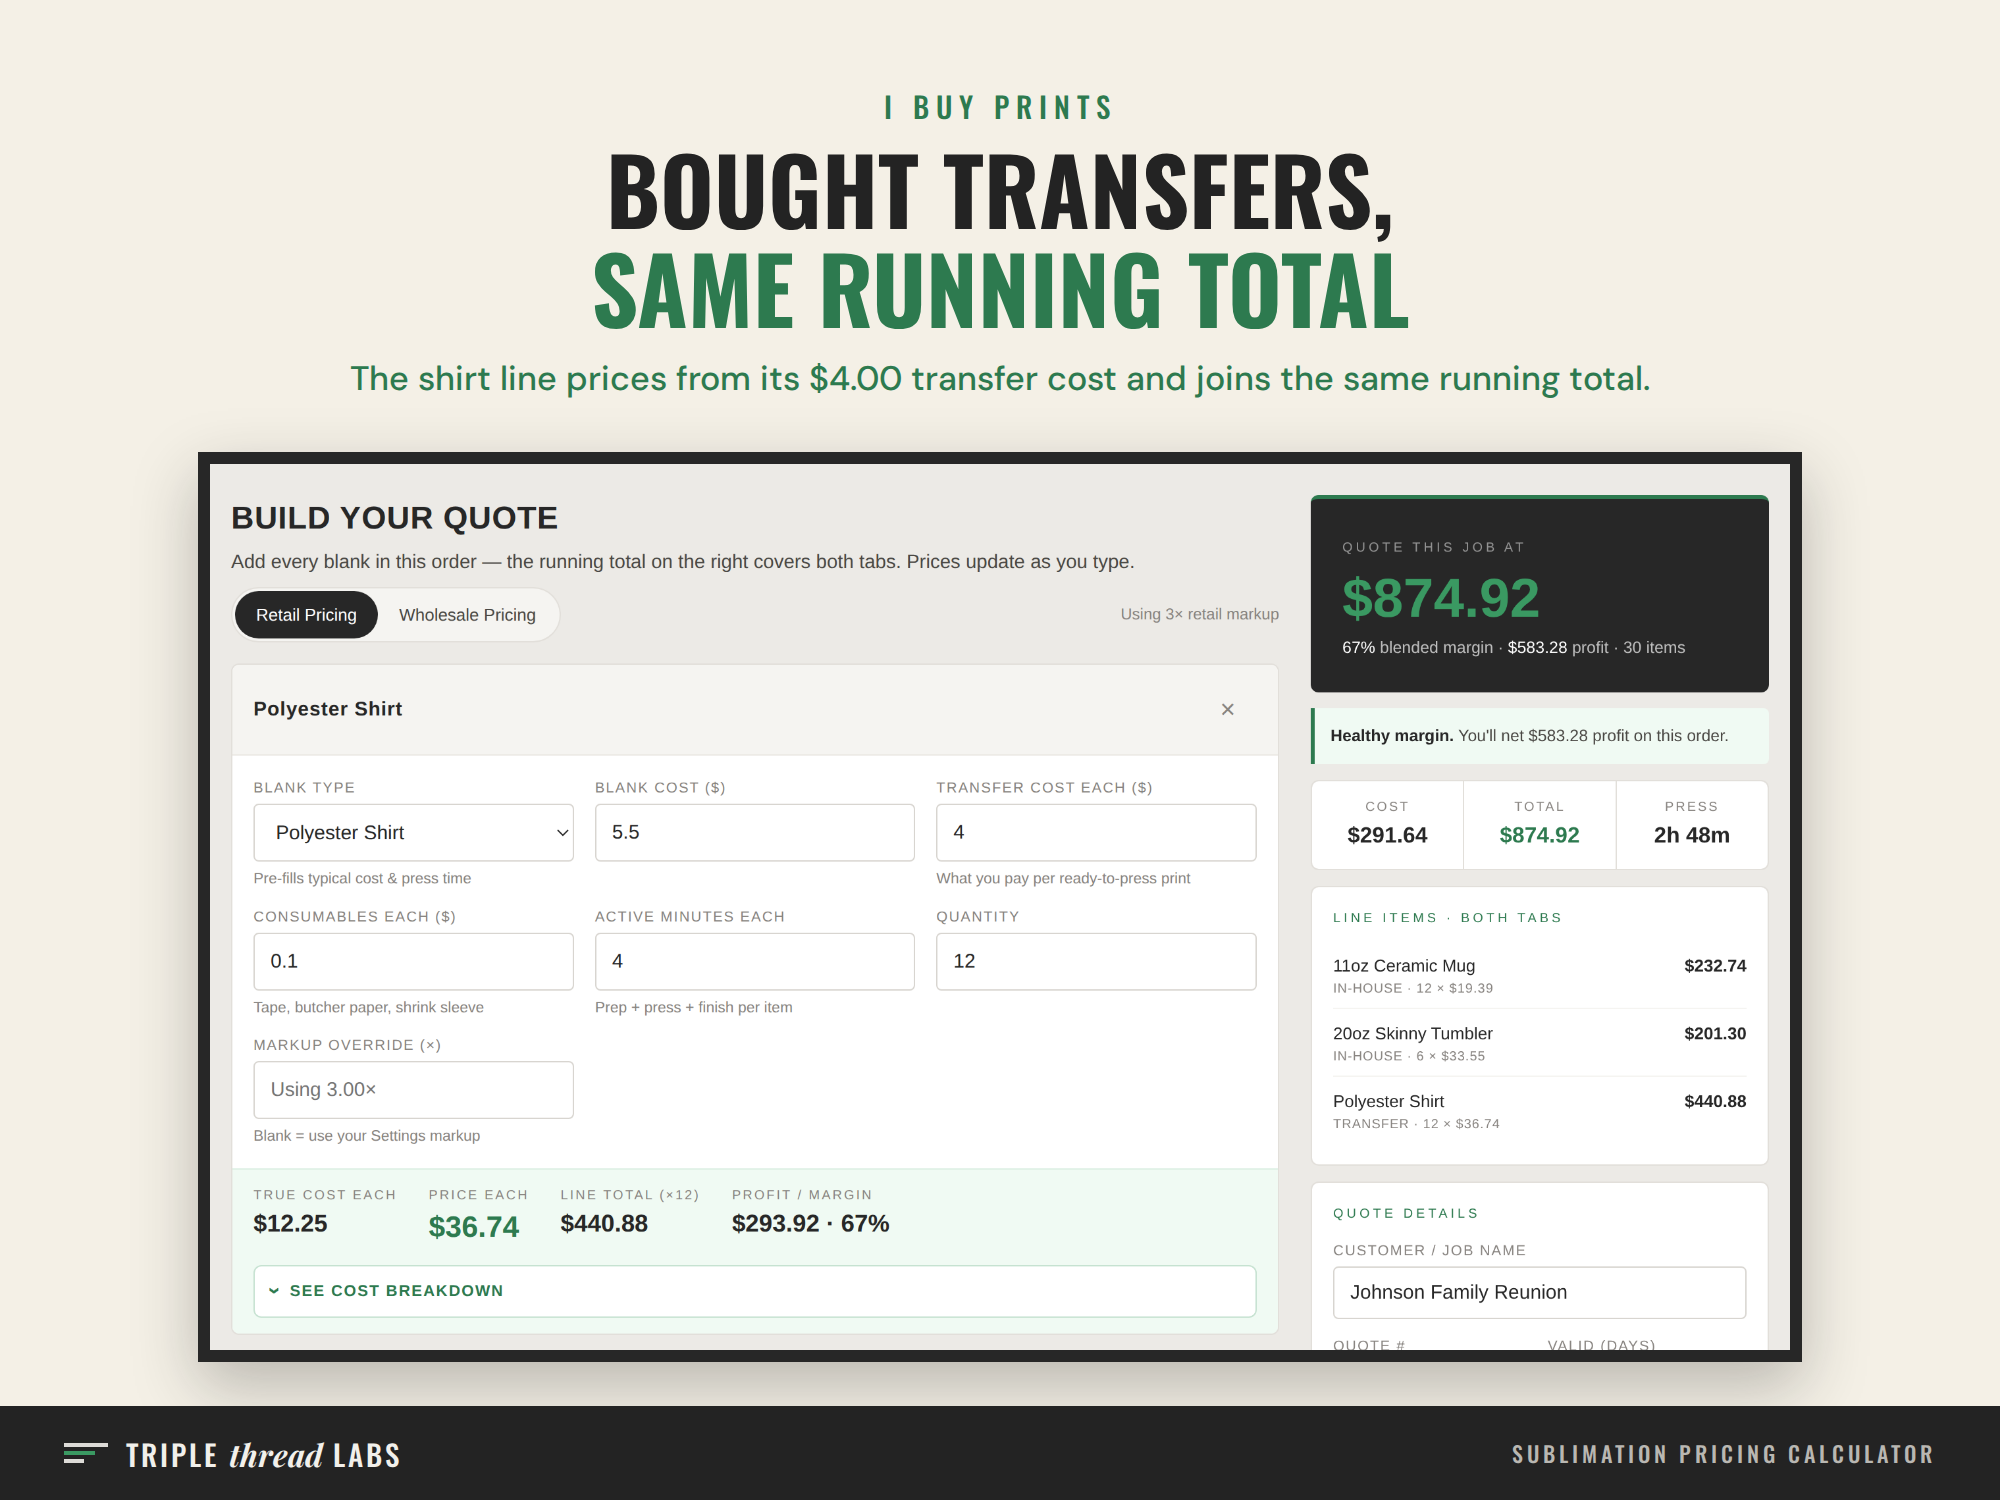 I BUY PRINTS
BOUGHT TRANSFERS,
SAME RUNNING TOTAL
The shirt line prices from its $4.00 transfer cost and joins the same running total.
BUILD YOUR QUOTE
Add every blank in this order — the running total on the right covers both tabs. Prices update as you type.
Retail Pricing
Wholesale Pricing
Using 3× retail markup
Polyester Shirt
×
BLANK TYPE
BLANK COST ($)
TRANSFER COST EACH ($)
Polyester Shirt
5.5
4
Pre-fills typical cost & press time
What you pay per ready-to-press print
CONSUMABLES EACH ($)
ACTIVE MINUTES EACH
QUANTITY
0.1
4
12
Tape, butcher paper, shrink sleeve
Prep + press + finish per item
MARKUP OVERRIDE (×)
Using 3.00×
Blank = use your Settings markup
TRUE COST EACH
PRICE EACH
LINE TOTAL (×12)
PROFIT / MARGIN
$12.25
$36.74
$440.88
$293.92 · 67%
SEE COST BREAKDOWN
QUOTE THIS JOB AT
$874.92
67% blended margin · $583.28 profit · 30 items
Healthy margin. You'll net $583.28 profit on this order.
COST
TOTAL
PRESS
$291.64
$874.92
2h 48m
LINE ITEMS · BOTH TABS
11oz Ceramic Mug
$232.74
IN-HOUSE · 12 × $19.39
20oz Skinny Tumbler
$201.30
IN-HOUSE · 6 × $33.55
Polyester Shirt
$440.88
TRANSFER · 12 × $36.74
QUOTE DETAILS
CUSTOMER / JOB NAME
Johnson Family Reunion
QUOTE #
VALID (DAYS)
TRIPLE thread LABS
SUBLIMATION PRICING CALCULATOR